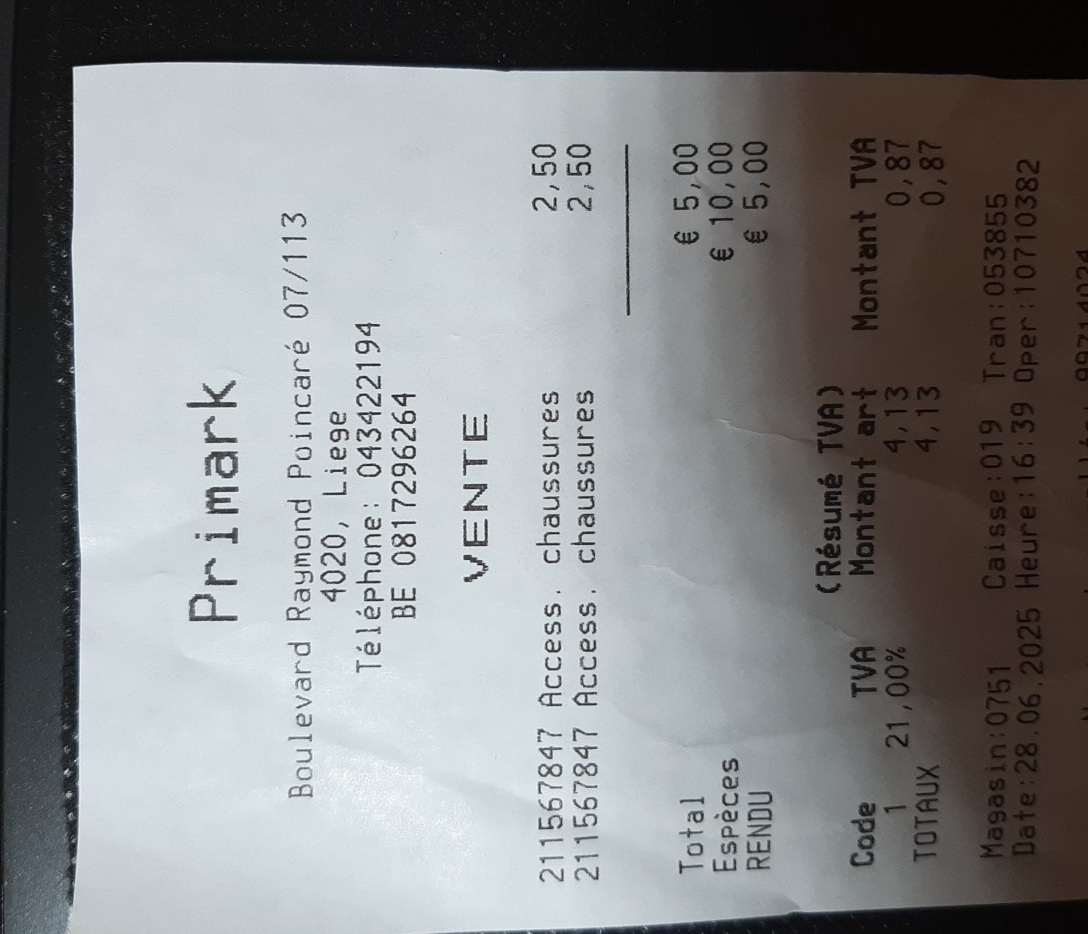 Primark
Boulevard Raymond Poincaré 07/113
4020, Liege
Téléphone: 043422194
BE 0817296264
VENTE
211567847 Access. chaussures 2,50
211567847 Access. chaussures 2,50
Total € 5,00
Espèces € 10,00
RENDU € 5,00
(Résumé TVA)
Code TVA Montant art Montant TVA
1 21,00% 4,13 0,87
TOTAUX 4,13 0,87
Magasin:0751 Caisse:019 Tran:053855
Date:28.06.2025 Heure:16:39 Oper:10710382